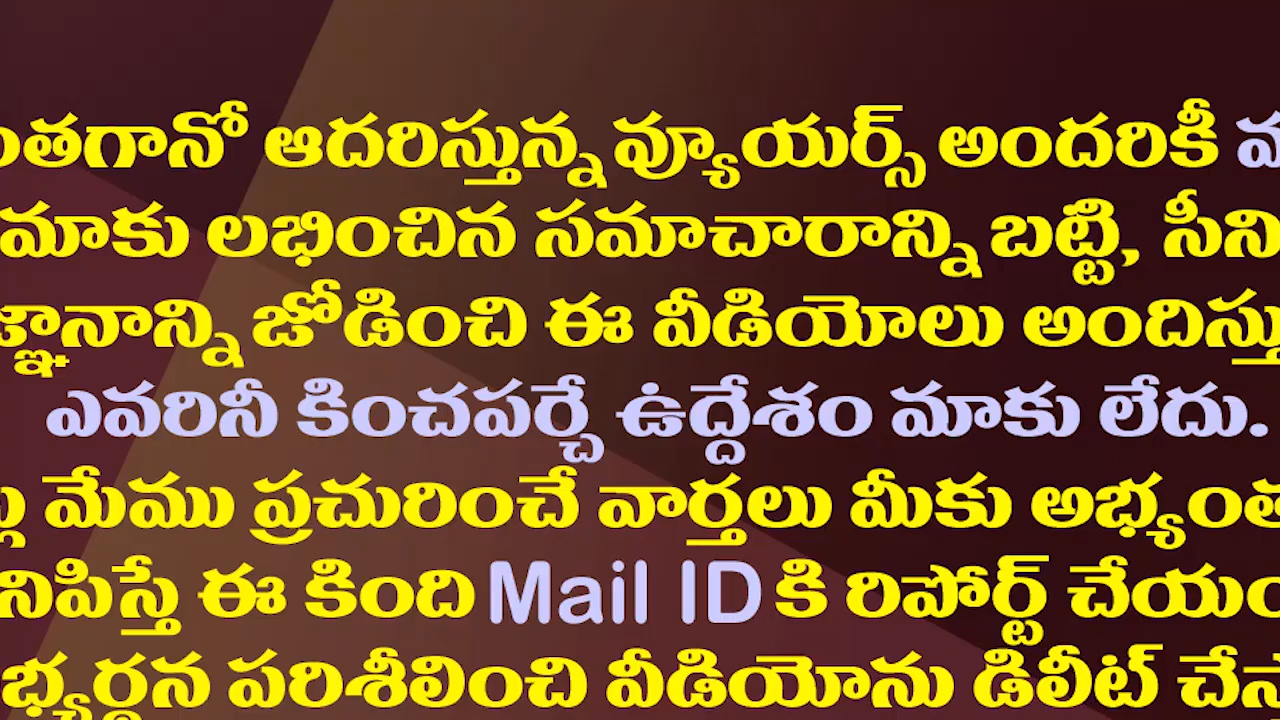 ంతగానో ఆదరిస్తున్న వ్యూయర్స్ అందరికీ
మాకు లభించిన సమాచారాన్ని బట్టి, సీని
జ్ఞానాన్ని జోడించి ఈ వీడియోలు అందిస్తు
ఎవరినీ కించపర్చే ఉద్దేశం మాకు లేదు.
మేము ప్రచురించే వార్తలు మీకు అభ్యంత
నిపిస్తే ఈ కింది Mail ID కి రిపోర్ట్ చేయం
భ్యర్థన పరిశీలించి వీడియోను డిలీట్ చేస